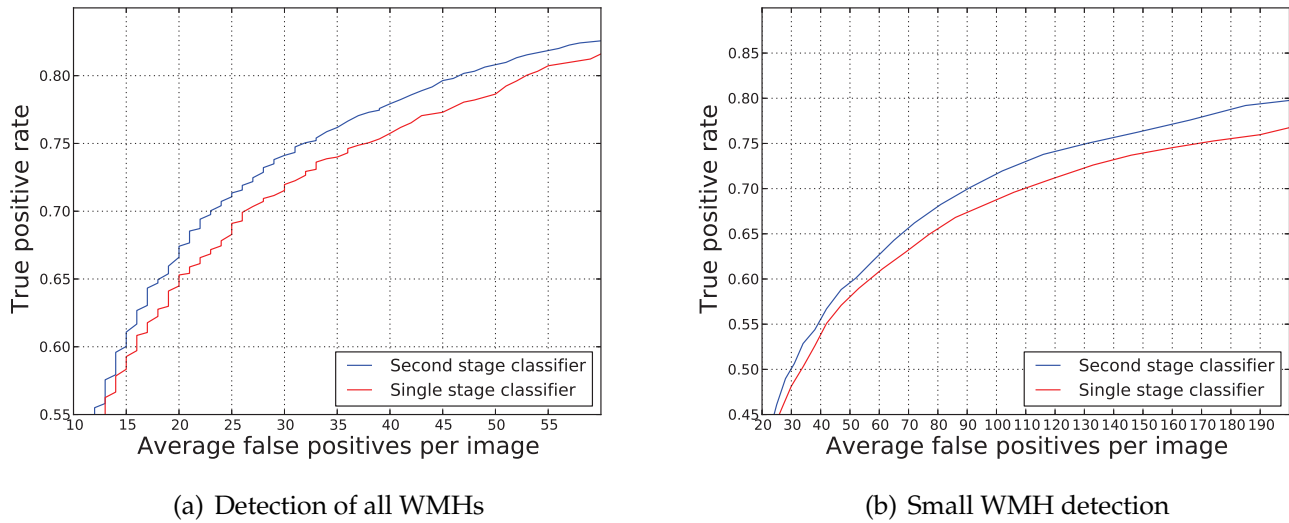 True positive rate
0.80
0.75
0.70
0.65
0.60
0.55
10 15 20 25 30 35 40 45 50 55
Average false positives per image
Second stage classifier
Single stage classifier
(a) Detection of all WMHs
True positive rate
0.85
0.80
0.75
0.70
0.65
0.60
0.55
0.50
0.45
20 30 40 50 60 70 80 90 100 110 120 130 140 150 160 170 180 190
Average false positives per image
Second stage classifier
Single stage classifier
(b) Small WMH detection